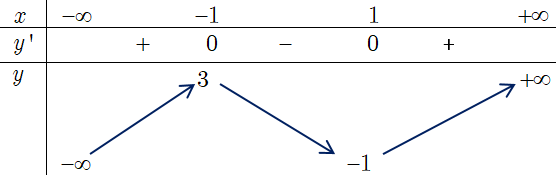 x −∞ −1 1 +∞
y' + 0 − 0 +
y 3 +∞
−∞ −1